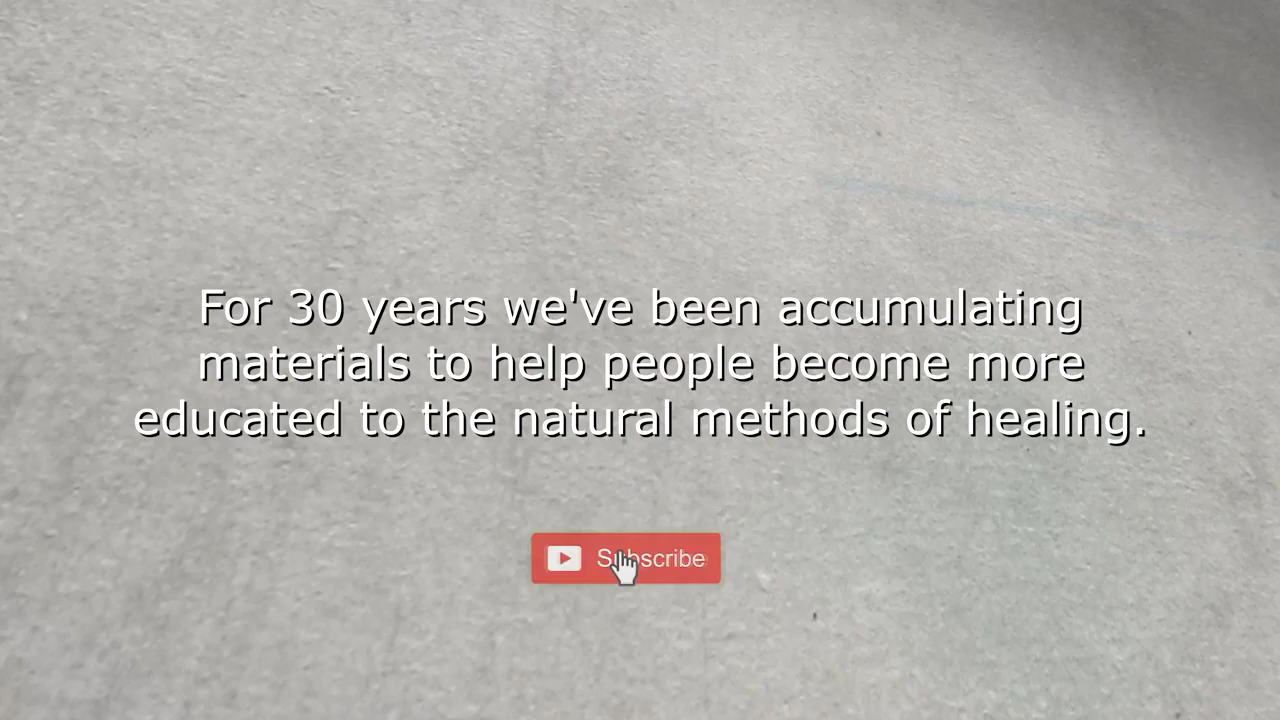 For 30 years we've been accumulating
materials to help people become more
educated to the natural methods of healing.
Subscribe